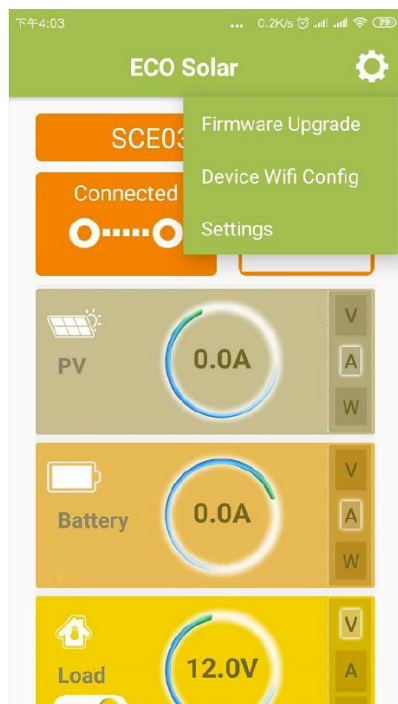 下午4:03
... 0.2K/s 79
ECO Solar
Firmware Upgrade
Device Wifi Config
Settings
SCE03
Connected
PV
0.0A
V
A
W
Battery
0.0A
V
A
W
Load
12.0V
V
A